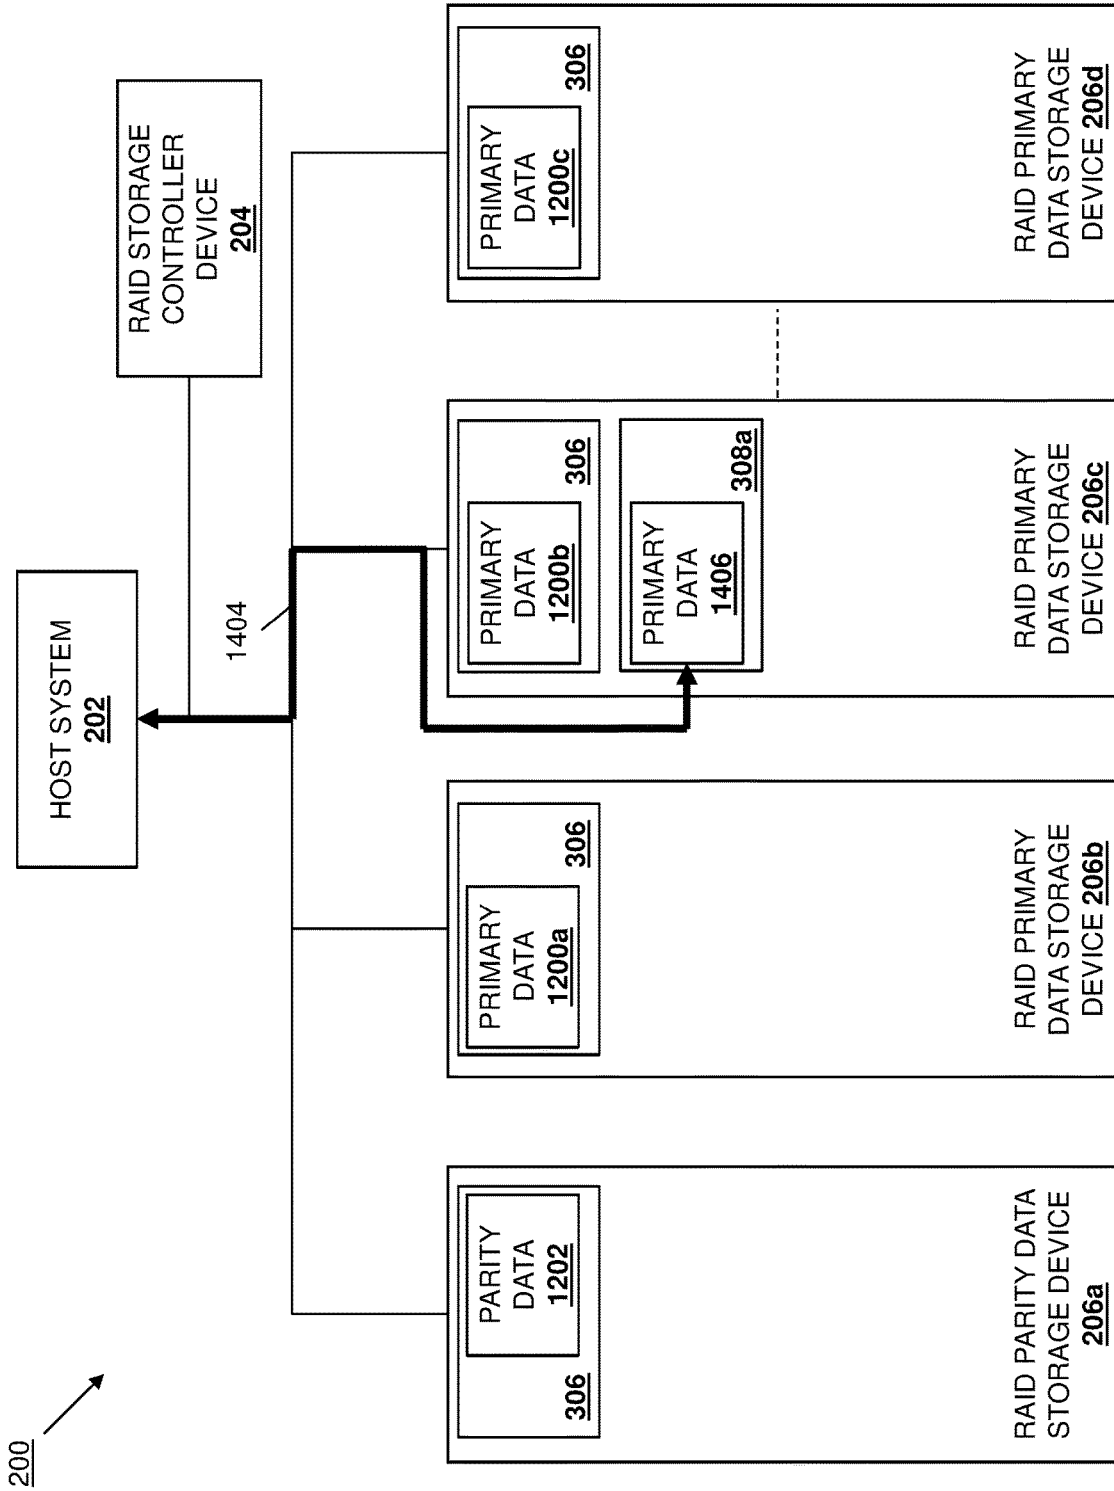 200
HOST SYSTEM
202
RAID STORAGE
CONTROLLER
DEVICE
204
1404
306
PARITY
DATA
1202
RAID PARITY DATA
STORAGE DEVICE
206a
PRIMARY
DATA
1200a
306
RAID PRIMARY
DATA STORAGE
DEVICE 206b
PRIMARY
DATA
1200b
306
PRIMARY
DATA
1406
308a
RAID PRIMARY
DATA STORAGE
DEVICE 206c
PRIMARY
DATA
1200c
306
RAID PRIMARY
DATA STORAGE
DEVICE 206d